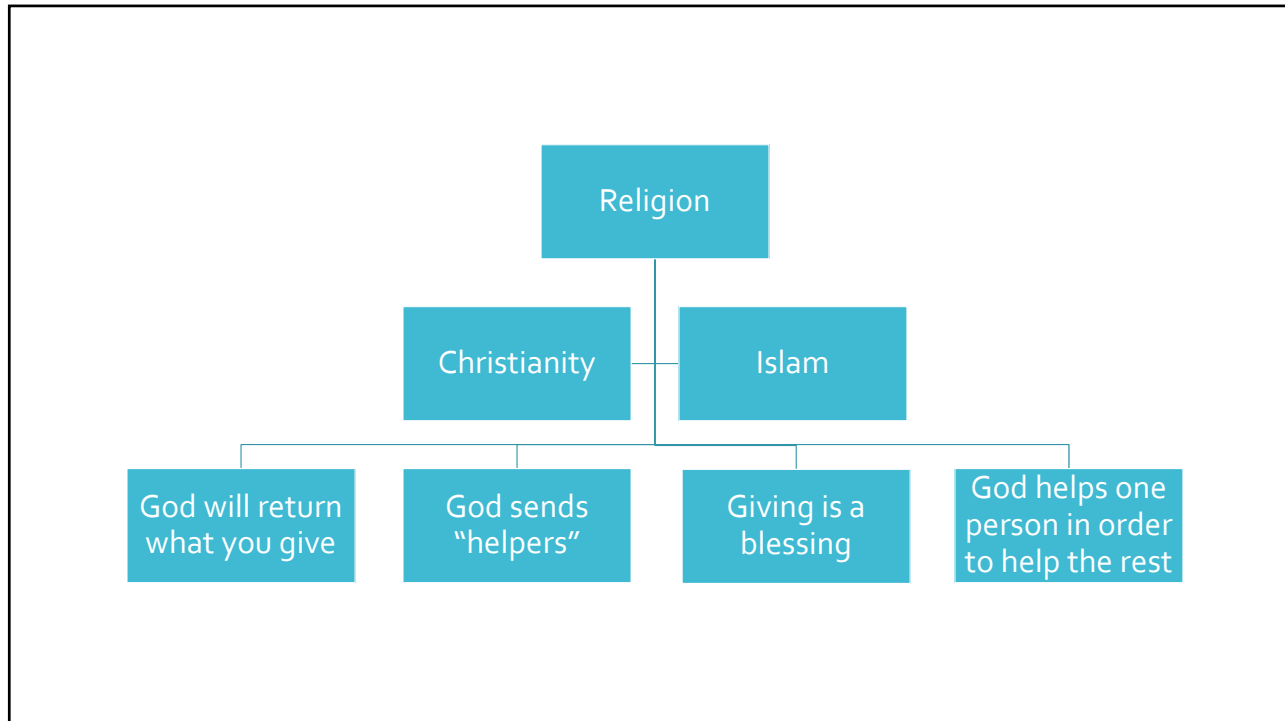 Religion
Christianity
Islam
God will return
what you give
God sends
“helpers”
Giving is a
blessing
God helps one
person in order
to help the rest